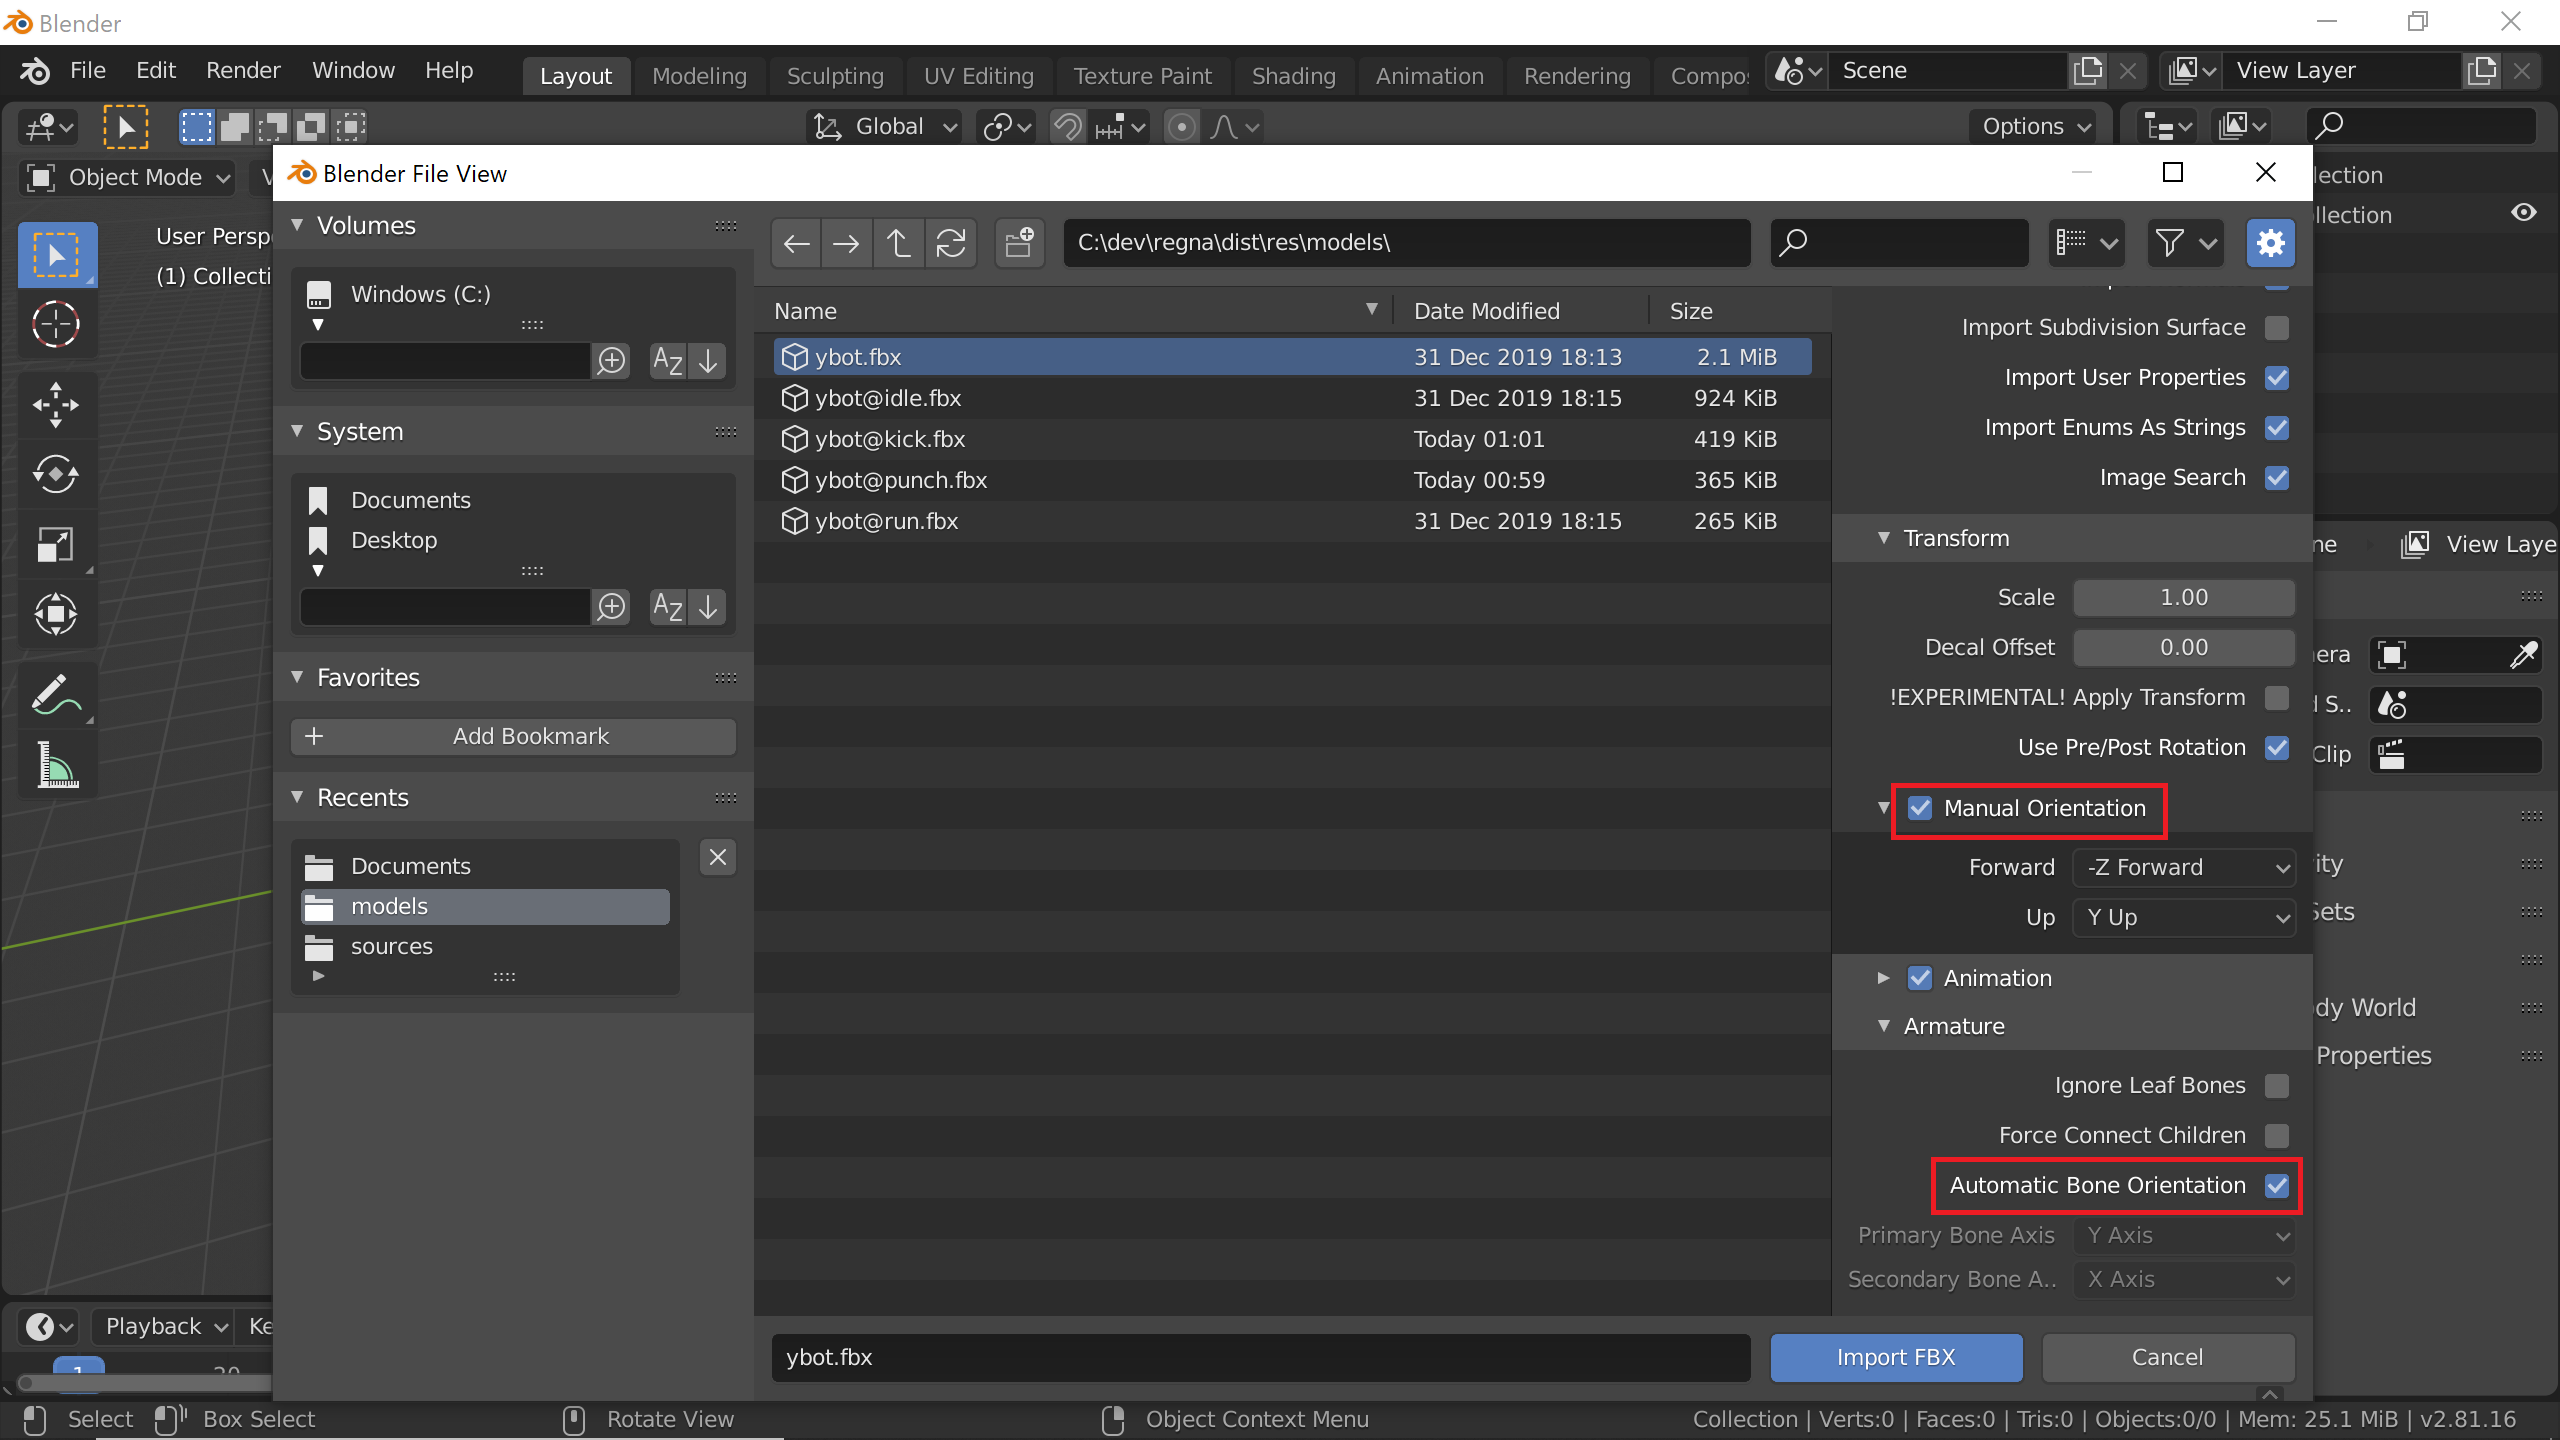 Blender
File Edit Render Window Help Layout Modeling Sculpting UV Editing Texture Paint Shading Animation Rendering Compos Scene View Layer
Global Options
Object Mode V
Blender File View
User Persp
(1) Collecti
Volumes
Windows (C:)
System
Documents
Desktop
Favorites
Add Bookmark
Recents
Documents
models
sources
C:\dev\regna\dist\res\models\
Name Date Modified Size
ybot.fbx 31 Dec 2019 18:13 2.1 MiB
ybot@idle.fbx 31 Dec 2019 18:15 924 KiB
ybot@kick.fbx Today 01:01 419 KiB
ybot@punch.fbx Today 00:59 365 KiB
ybot@run.fbx 31 Dec 2019 18:15 265 KiB
Import Subdivision Surface
Import User Properties
Import Enums As Strings
Image Search
Transform
Scale 1.00
Decal Offset 0.00
!EXPERIMENTAL! Apply Transform
Use Pre/Post Rotation
Manual Orientation
Forward -Z Forward
Up Y Up
Animation
Armature
Ignore Leaf Bones
Force Connect Children
Automatic Bone Orientation
Primary Bone Axis Y Axis
Secondary Bone A.. X Axis
ybot.fbx Import FBX Cancel
lection
llection
ne View Laye
era
d S..
Clip
ity
Sets
dy World
Properties
Playback Ke
1 20
Select Box Select Rotate View Object Context Menu Collection | Verts:0 | Faces:0 | Tris:0 | Objects:0/0 | Mem: 25.1 MiB | v2.81.16